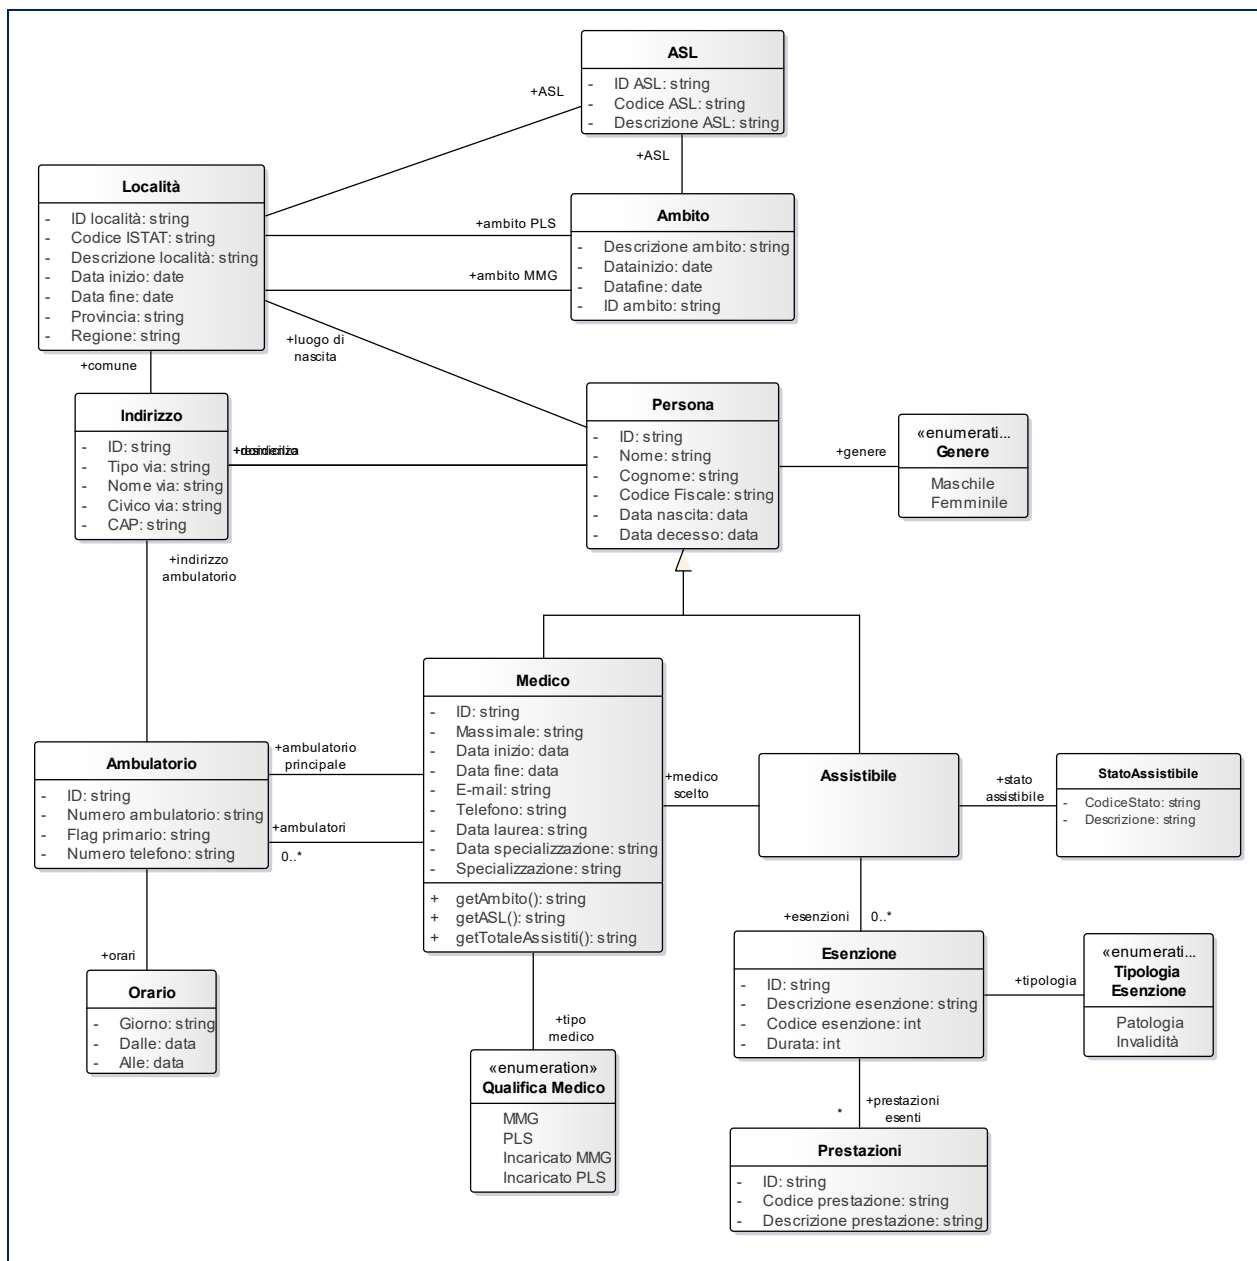 ASL
- ID ASL: string
- Codice ASL: string
- Descrizione ASL: string
+ASL
+ASL
Località
- ID località: string
- Codice ISTAT: string
- Descrizione località: string
- Data inizio: date
- Data fine: date
- Provincia: string
- Regione: string
+ambito PLS
+ambito MMG
Ambito
- Descrizione ambito: string
- Datainizio: date
- Datafine: date
- ID ambito: string
+luogo di
nascita
+comune
Indirizzo
- ID: string
- Tipo via: string
- Nome via: string
- Civico via: string
- CAP: string
Persona
- ID: string
- Nome: string
- Cognome: string
- Codice Fiscale: string
- Data nascita: data
- Data decesso: data
+genere
«enumerati...
Genere
Maschile
Femminile
+indirizzo
ambulatorio
Medico
- ID: string
- Massimale: string
- Data inizio: data
- Data fine: data
- E-mail: string
- Telefono: string
- Data laurea: string
- Data specializzazione: string
- Specializzazione: string
+ getAmbito(): string
+ getASL(): string
+ getTotaleAssistiti(): string
Ambulatorio
- ID: string
- Numero ambulatorio: string
- Flag primario: string
- Numero telefono: string
+ambulatorio
principale
+ambulatori
0..*
+medico
scelto
Assistibile
+stato
assistibile
StatoAssistibile
- CodiceStato: string
- Descrizione: string
+orari
Orario
- Giorno: string
- Dalle: data
- Alle: data
+esenzioni 0..*
Esenzione
- ID: string
- Descrizione esenzione: string
- Codice esenzione: int
- Durata: int
+tipologia
«enumerati...
Tipologia
Esenzione
Patologia
Invalidità
+tipo
medico
«enumeration»
Qualifica Medico
MMG
PLS
Incaricato MMG
Incaricato PLS
* +prestazioni
esenti
Prestazioni
- ID: string
- Codice prestazione: string
- Descrizione prestazione: string